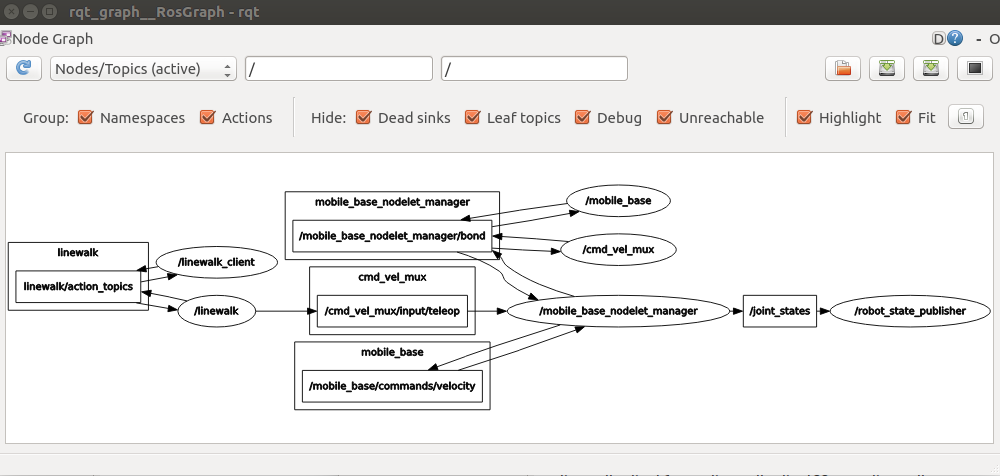 rqt_graph__RosGraph - rqt
Node Graph
D ? - O
Nodes/Topics (active) / /
Group: Namespaces Actions Hide: Dead sinks Leaf topics Debug Unreachable Highlight Fit 1
mobile_base_nodelet_manager
/mobile_base_nodelet_manager/bond
/mobile_base
/cmd_vel_mux
linewalk
linewalk/action_topics
/linewalk_client
/linewalk
cmd_vel_mux
/cmd_vel_mux/input/teleop
/mobile_base_nodelet_manager
/joint_states
/robot_state_publisher
mobile_base
/mobile_base/commands/velocity